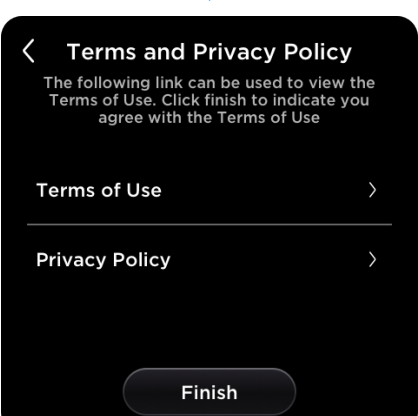 Terms and Privacy Policy
The following link can be used to view the
Terms of Use. Click finish to indicate you
agree with the Terms of Use
Terms of Use
Privacy Policy
Finish